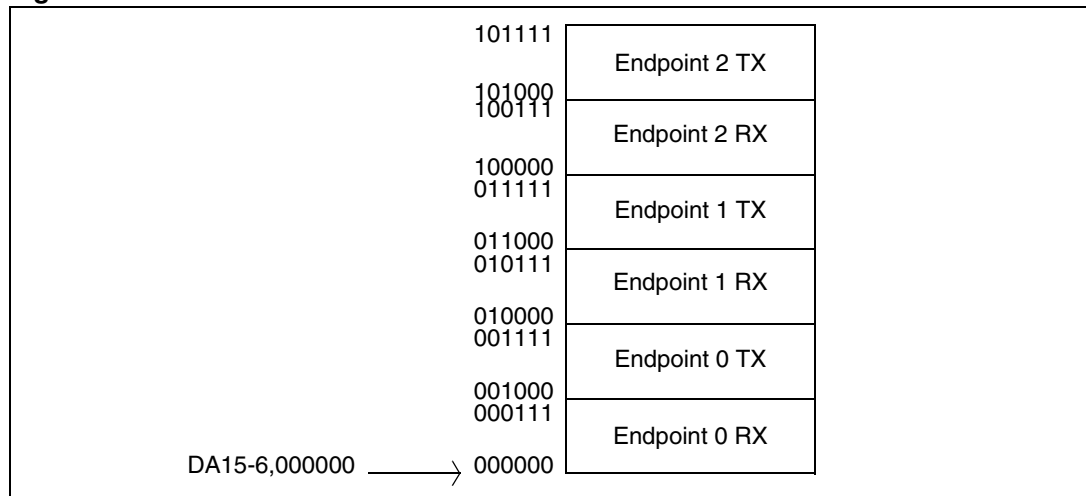 101111
Endpoint 2 TX
101000
100111
Endpoint 2 RX
100000
011111
Endpoint 1 TX
011000
010111
Endpoint 1 RX
010000
001111
Endpoint 0 TX
001000
000111
Endpoint 0 RX
DA15-6,000000 000000